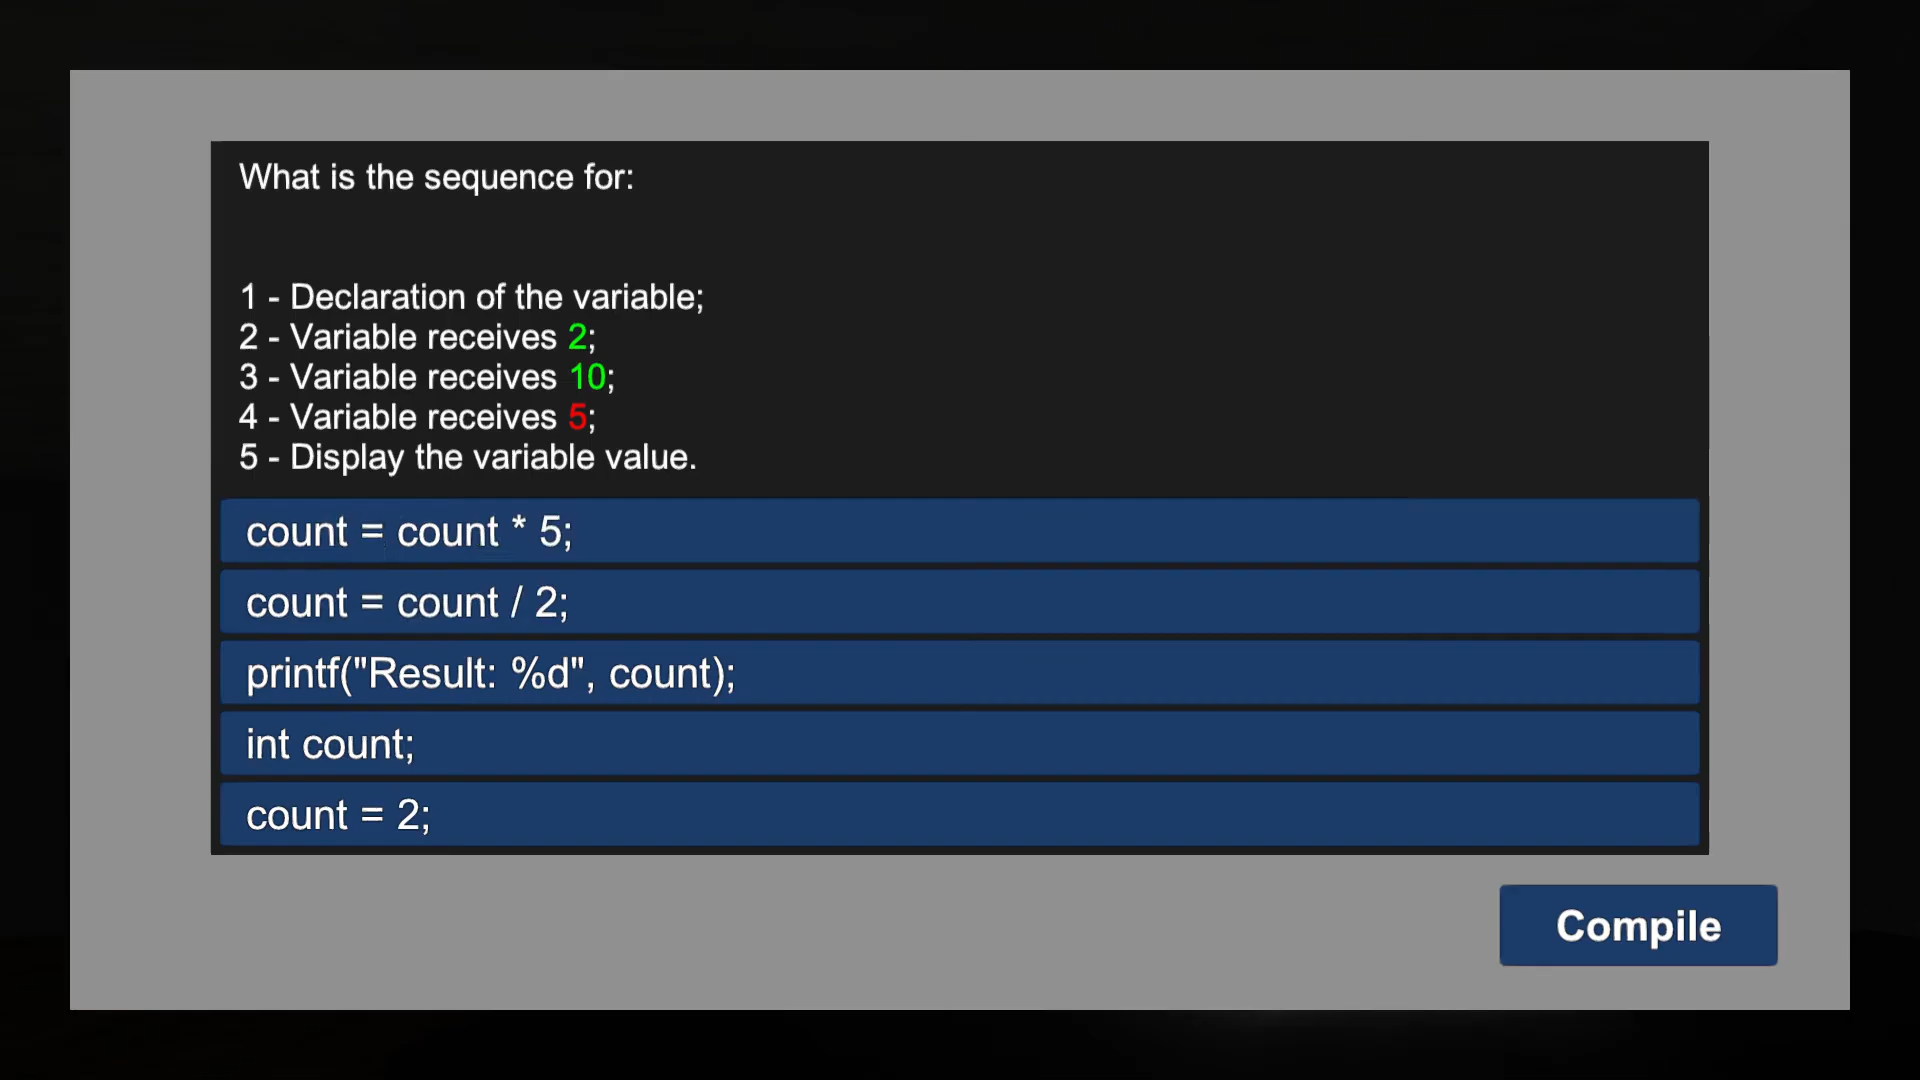 What is the sequence for:
1 - Declaration of the variable;
2 - Variable receives 2;
3 - Variable receives 10;
4 - Variable receives 5;
5 - Display the variable value.
count = count * 5;
count = count / 2;
printf("Result: %d", count);
int count;
count = 2;
Compile